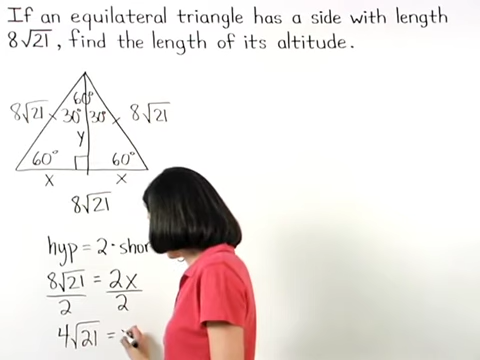 If an equilateral triangle has a side with length
8√21, find the length of its altitude.
60°
8√21 30° 30° 8√21
y
60° 60°
x x
8√21
hyp = 2 · shor
8√21 = 2x
2 2
4√21 =